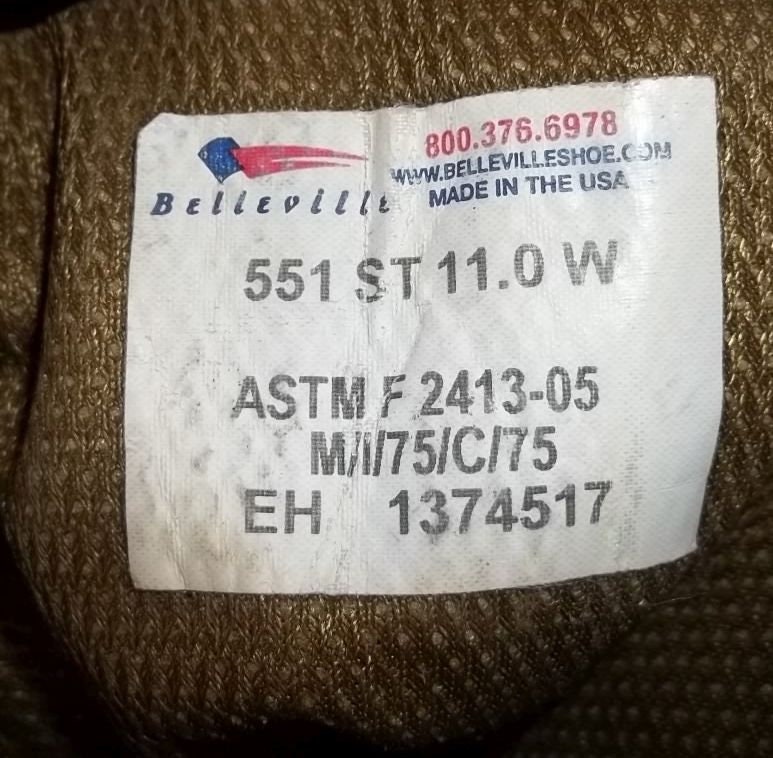 Belleville
800.376.6978
WWW.BELLEVILLESHOE.COM
MADE IN THE USA
551 ST 11.0 W
ASTM F 2413-05
M/I/75/C/75
EH 1374517